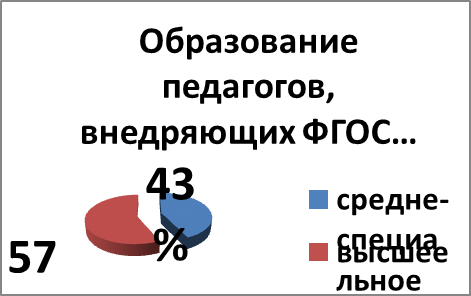 Образование
педагогов,
внедряющих ФГОС…
43
%
57
средне-
специа
льное
высшее